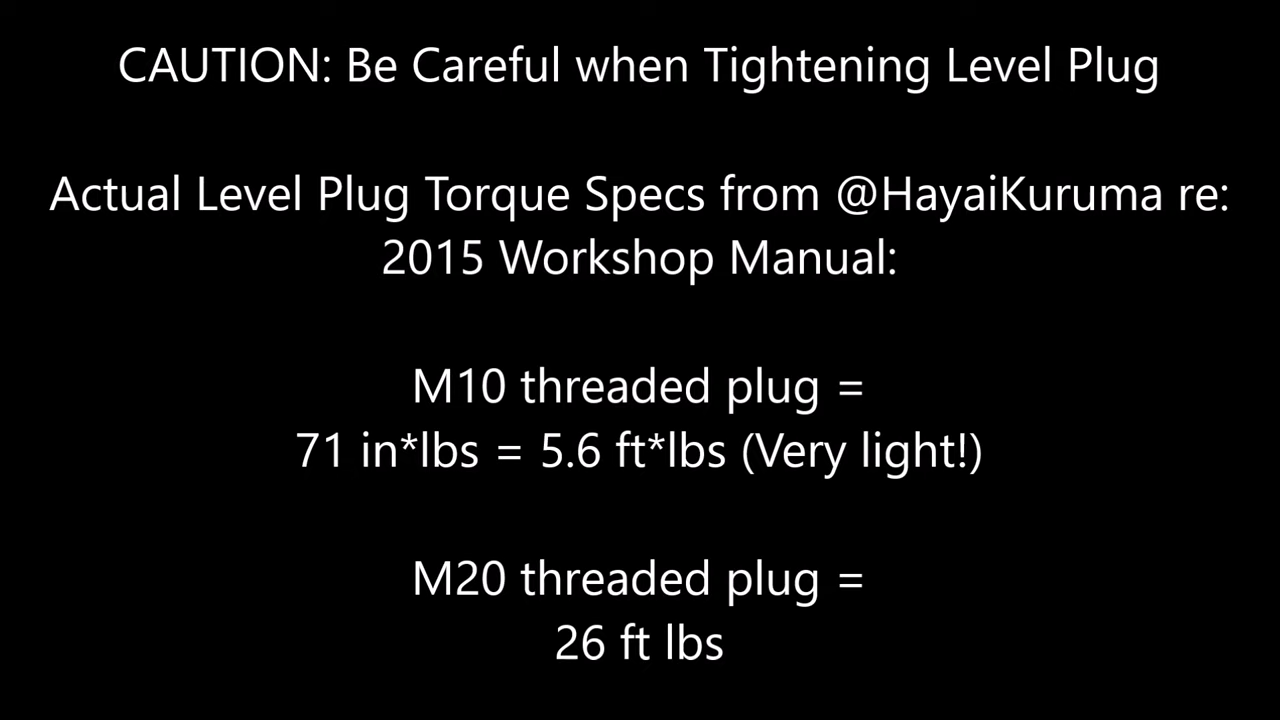 CAUTION: Be Careful when Tightening Level Plug
Actual Level Plug Torque Specs from @HayaiKuruma re:
2015 Workshop Manual:
M10 threaded plug =
71 in*lbs = 5.6 ft*lbs (Very light!)
M20 threaded plug =
26 ft lbs